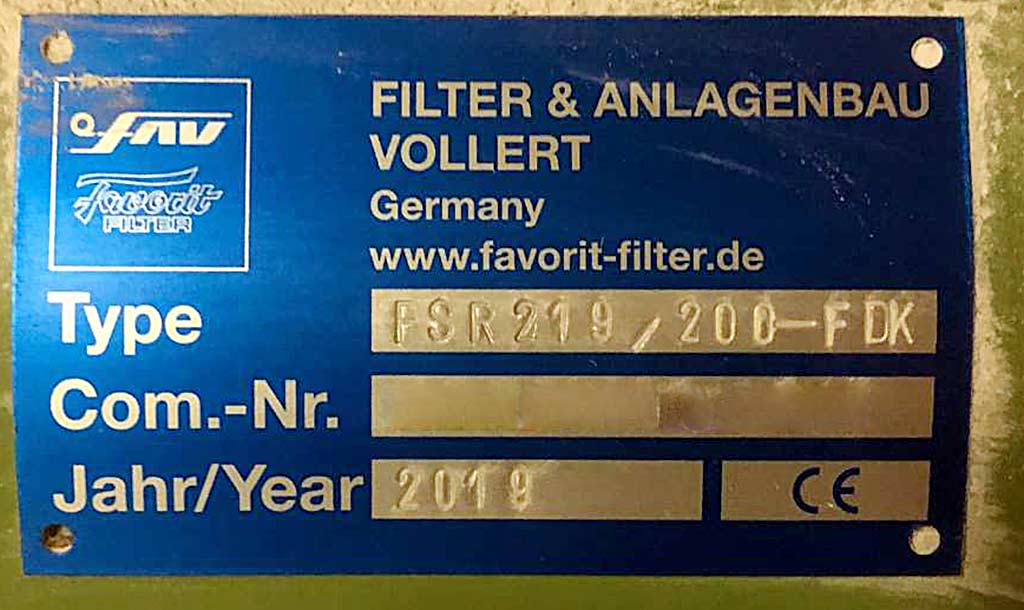 FAV
Favorit
FILTER
FILTER & ANLAGENBAU
VOLLERT
Germany
www.favorit-filter.de
Type FSR219/200-FDK
Com.-Nr.
Jahr/Year 2019 CE